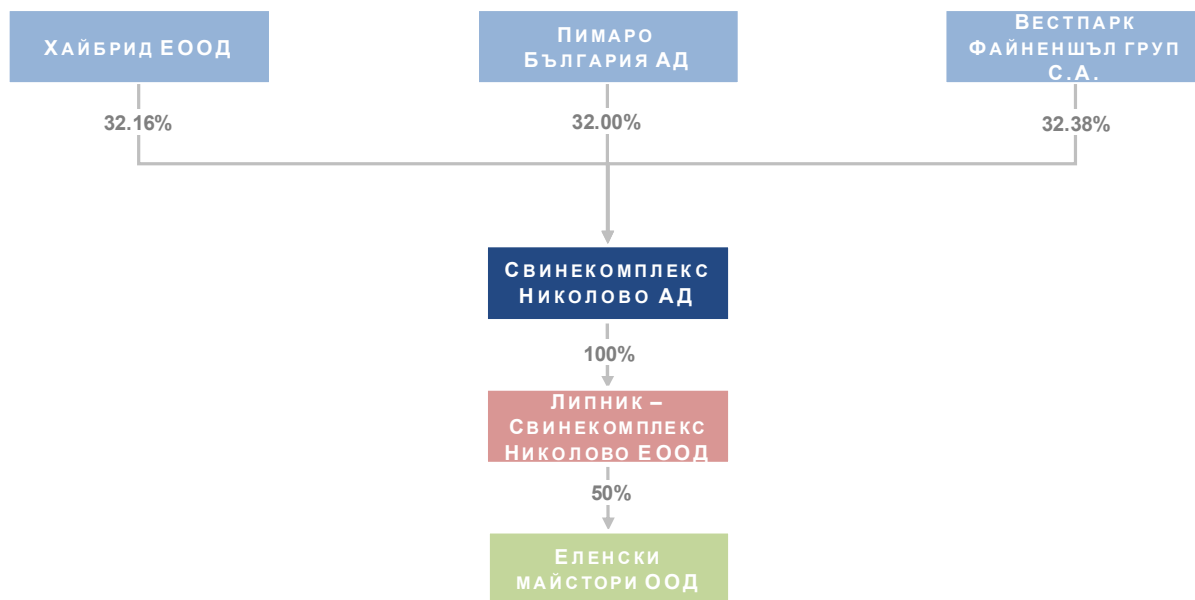 ХАЙБРИД ЕООД
ПИМАРО
БЪЛГАРИЯ АД
ВЕСТПАРК
ФАЙНЕНШЪЛ ГРУП
С.А.
32.16%
32.00%
32.38%
СВИНЕКОМПЛЕКС
НИКОЛОВО АД
100%
ЛИПНИК –
СВИНЕКОМПЛЕКС
НИКОЛОВО ЕООД
50%
ЕЛЕНСКИ
МАЙСТОРИ ООД